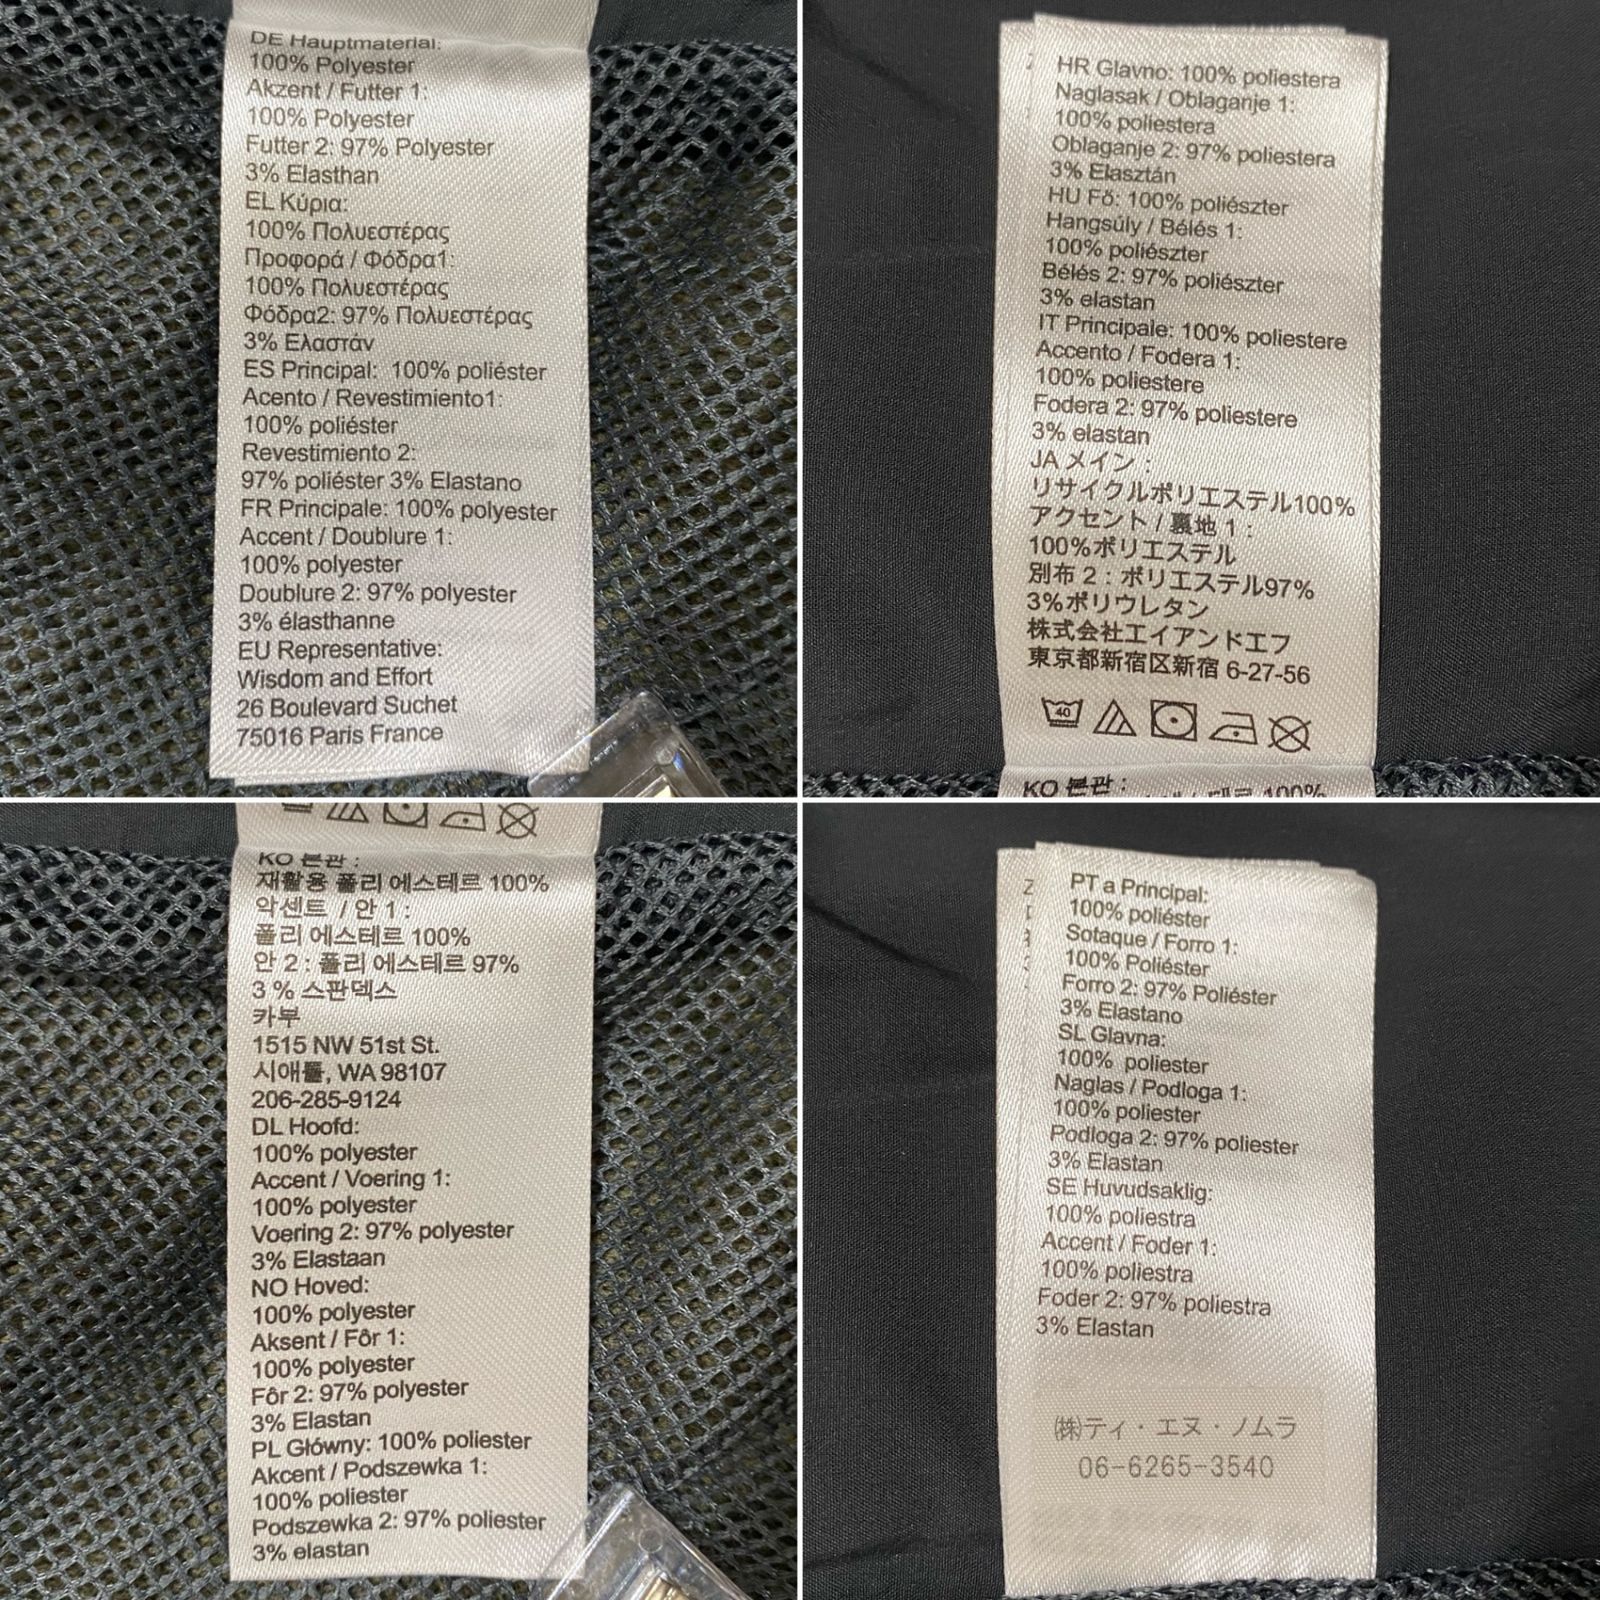 DE Hauptmaterial:
100% Polyester
Akzent / Futter 1:
100% Polyester
Futter 2: 97% Polyester
3% Elasthan
EL Κύρια:
100% Πολυεστέρας
Προφορά / Φόδρα1:
100% Πολυεστέρας
Φόδρα2: 97% Πολυεστέρας
3% Ελαστάν
ES Principal: 100% poliéster
Acento / Revestimiento1:
100% poliéster
Revestimiento 2:
97% poliéster 3% Elastano
FR Principale: 100% polyester
Accent / Doublure 1:
100% polyester
Doublure 2: 97% polyester
3% élasthanne
EU Representative:
Wisdom and Effort
26 Boulevard Suchet
75016 Paris France
HR Glavno: 100% poliestera
Naglasak / Oblaganje 1:
100% poliestera
Oblaganje 2: 97% poliestera
3% Elasztán
HU Fő: 100% poliészter
Hangsúly / Bélés 1:
100% poliészter
Bélés 2: 97% poliészter
3% elastan
IT Principale: 100% poliestere
Accento / Fodera 1:
100% poliestere
Fodera 2: 97% poliestere
3% elastan
JA メイン :
リサイクルポリエステル100%
アクセント / 裏地 1 :
100%ポリエステル
別布 2 : ポリエステル97%
3%ポリウレタン
株式会社エイアンドエフ
東京都新宿区新宿 6-27-56
40
KO 본판 :
100%
KO 본판 :
재활용 폴리 에스테르 100%
악센트 / 안 1 :
폴리 에스테르 100%
안 2 : 폴리 에스테르 97%
3 % 스판덱스
카부
1515 NW 51st St.
시애틀, WA 98107
206-285-9124
DL Hoofd:
100% polyester
Accent / Voering 1:
100% polyester
Voering 2: 97% polyester
3% Elastaan
NO Hoved:
100% polyester
Aksent / Fôr 1:
100% polyester
Fôr 2: 97% polyester
3% Elastan
PL Główny: 100% poliester
Akcent / Podszewka 1:
100% poliester
Podszewka 2: 97% poliester
3% elastan
PT a Principal:
100% poliéster
Sotaque / Forro 1:
100% Poliéster
Forro 2: 97% Poliéster
3% Elastano
SL Glavna:
100% poliester
Naglas / Podloga 1:
100% poliester
Podloga 2: 97% poliester
3% Elastan
SE Huvudsaklig:
100% poliestra
Accent / Foder 1:
100% poliestra
Foder 2: 97% poliestra
3% Elastan
㈱ティ・エヌ・ノムラ
06-6265-3540